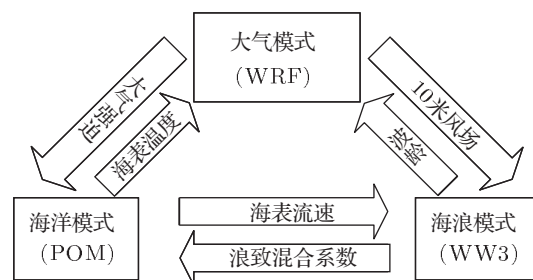 大气模式
(WRF)
大气强迫
海表温度
10米风场
波龄
海洋模式
(POM)
海表流速
浪致混合系数
海浪模式
(WW3)